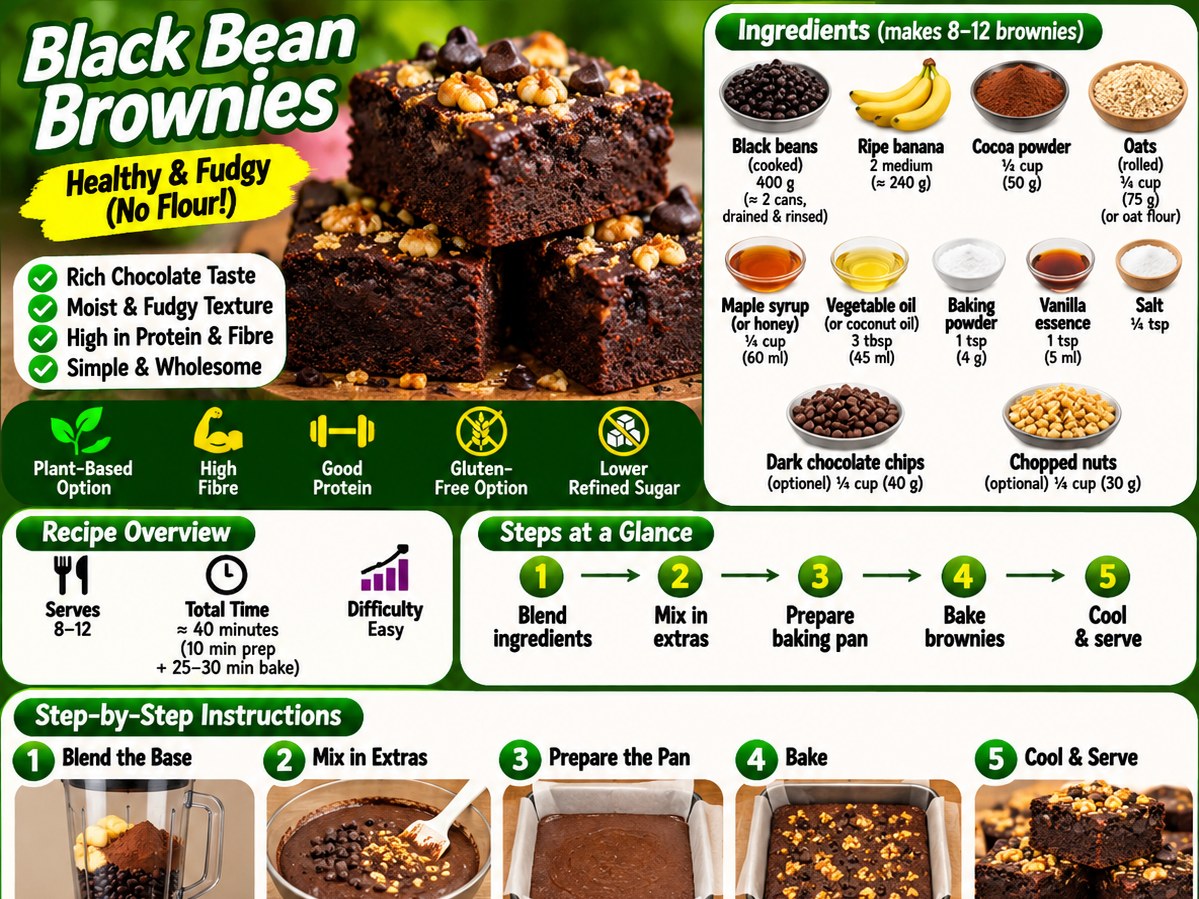 Black Bean
Brownies
Healthy & Fudgy
(No Flour!)
Rich Chocolate Taste
Moist & Fudgy Texture
High in Protein & Fibre
Simple & Wholesome
Plant-Based
Option
High
Fibre
Good
Protein
Gluten-
Free Option
Lower
Refined Sugar
Ingredients (makes 8–12 brownies)
Black beans
(cooked)
400 g
(≈ 2 cans,
drained & rinsed)
Ripe banana
2 medium
(≈ 240 g)
Cocoa powder
½ cup
(50 g)
Oats
(rolled)
¾ cup
(75 g)
(or oat flour)
Maple syrup
(or honey)
¼ cup
(60 ml)
Vegetable oil
(or coconut oil)
3 tbsp
(45 ml)
Baking
powder
1 tsp
(4 g)
Vanilla
essence
1 tsp
(5 ml)
Salt
¼ tsp
Dark chocolate chips
(optionel) ¼ cup (40 g)
Chopped nuts
(optional) ¼ cup (30 g)
Recipe Overview
Serves
8–12
Total Time
≈ 40 minutes
(10 min prep
+ 25–30 min bake)
Difficulty
Easy
Steps at a Glance
1
Blend
ingredients
2
Mix in
extras
3
Prepare
baking pan
4
Bake
brownies
5
Cool
& serve
Step-by-Step Instructions
1 Blend the Base
2 Mix in Extras
3 Prepare the Pan
4 Bake
5 Cool & Serve